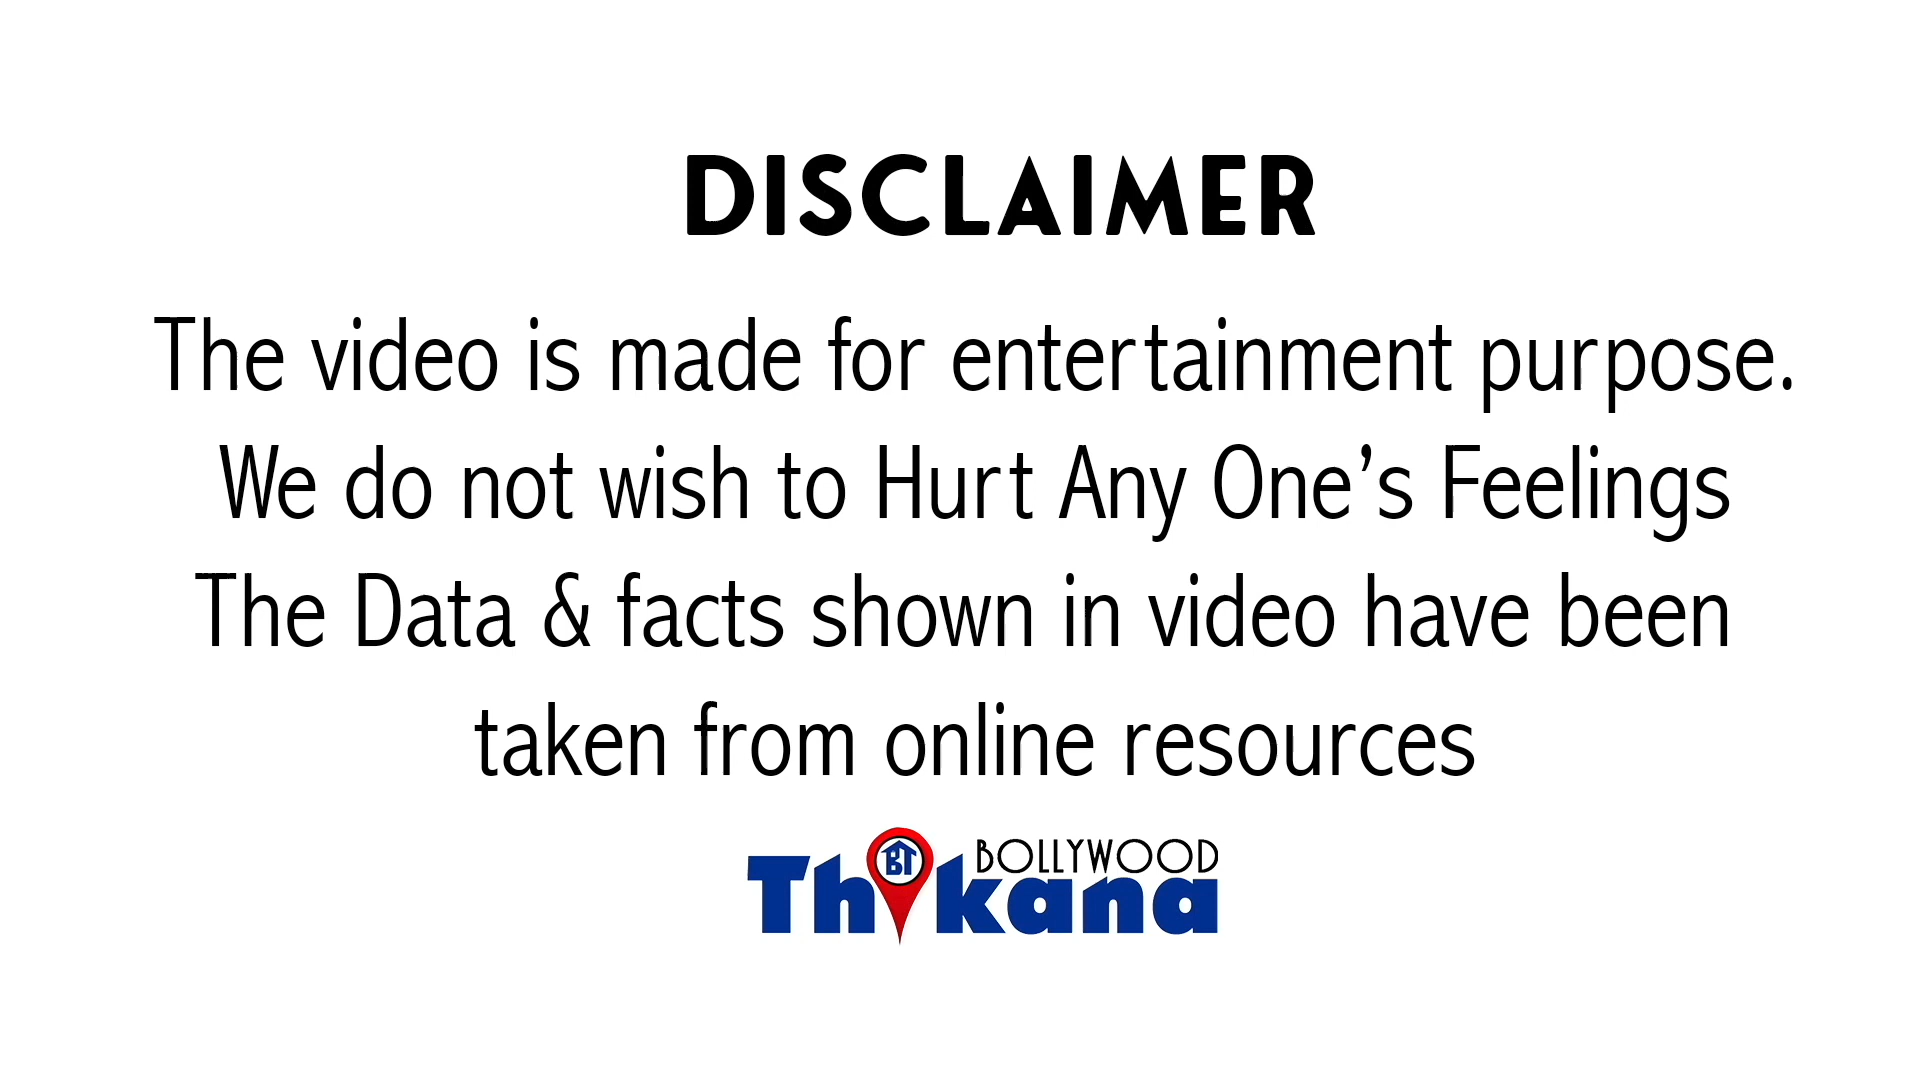 DISCLAIMER
The video is made for entertainment purpose.
We do not wish to Hurt Any One’s Feelings
The Data & facts shown in video have been
taken from online resources
BOLLYWOOD
BT
Thikana